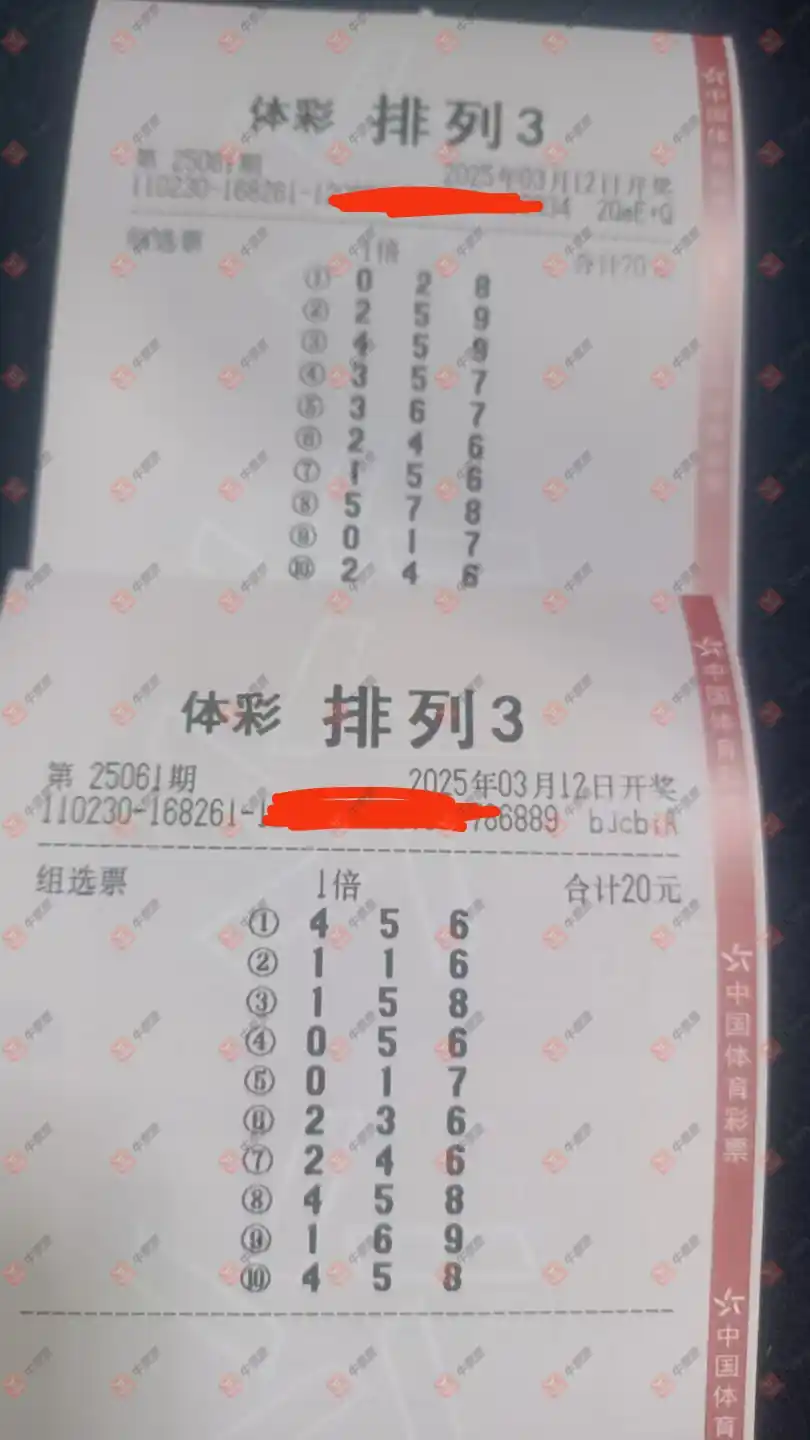 体彩 排列3
第 25061期 2025年03月12日开奖
110230-168261-1 20mE+Q
组选票 1倍 合计20元
① 0 2 8
② 2 5 9
③ 4 5 9
④ 3 5 7
⑤ 3 6 7
⑥ 2 4 6
⑦ 1 5 6
⑧ 5 7 8
⑨ 0 1 7
⑩ 2 4 6
体彩 排列3
第 25061期 2025年03月12日开奖
110230-168261-1 86889 bJcbtR
组选票 1倍 合计20元
① 4 5 6
② 1 1 6
③ 1 5 8
④ 0 5 6
⑤ 0 1 7
⑥ 2 3 6
⑦ 2 4 6
⑧ 4 5 8
⑨ 1 6 9
⑩ 4 5 8
中国体育
中国体育彩票
中国体育